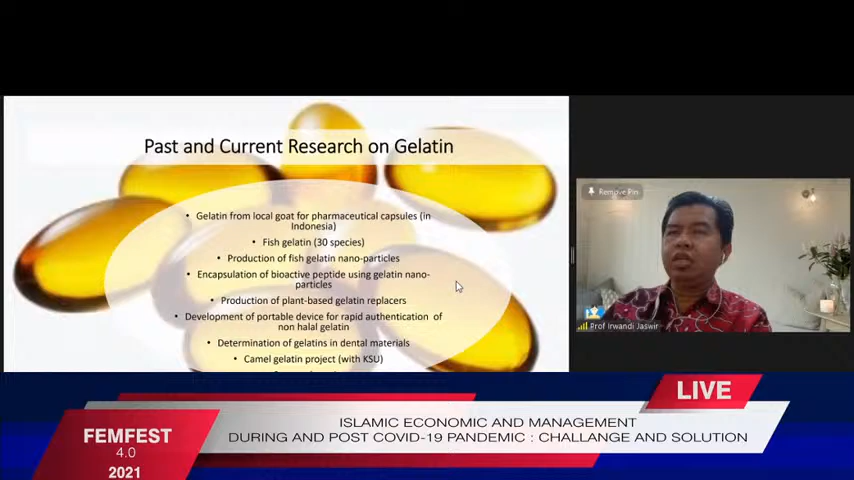 Past and Current Research on Gelatin
• Gelatin from local goat for pharmaceutical capsules (in
Indonesia)
• Fish gelatin (30 species)
• Production of fish gelatin nano-particles
• Encapsulation of bioactive peptide using gelatin nano-
particles
• Production of plant-based gelatin replacers
• Development of portable device for rapid authentication of
non halal gelatin
• Determination of gelatins in dental materials
• Camel gelatin project (with KSU)
Remove Pin
Prof Irwandi Jaswir
LIVE
ISLAMIC ECONOMIC AND MANAGEMENT
DURING AND POST COVID-19 PANDEMIC : CHALLANGE AND SOLUTION
FEMFEST
4.0
2021